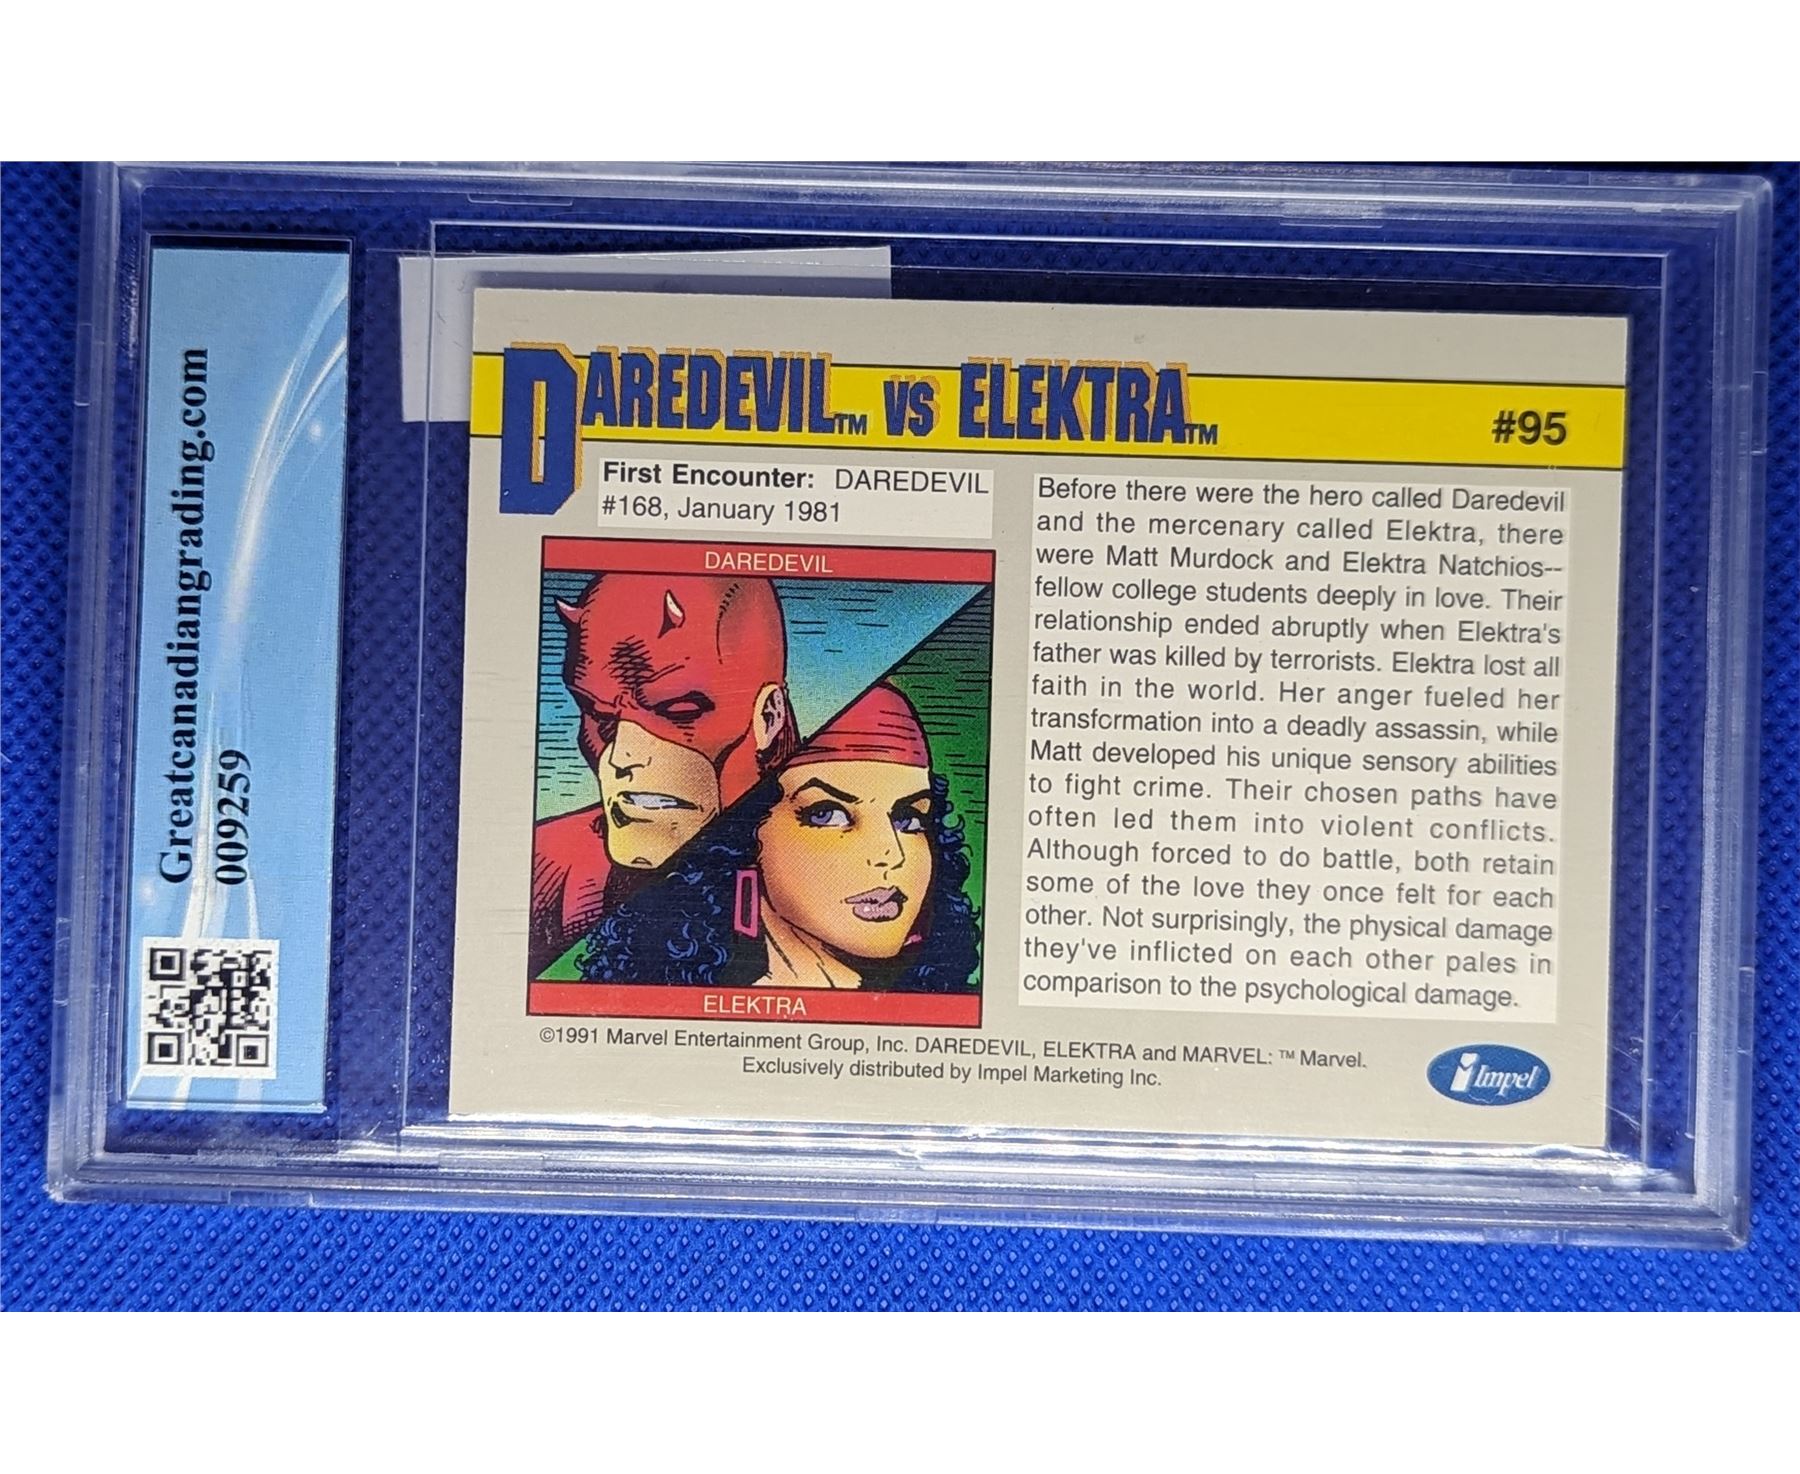 Greatcanadiangrading.com
0092259
DAREDEVIL™ VS ELEKTRA™
#95
First Encounter: DAREDEVIL
#168, January 1981
DAREDEVIL
ELEKTRA
Before there were the hero called Daredevil
and the mercenary called Elektra, there
were Matt Murdock and Elektra Natchios--
fellow college students deeply in love. Their
relationship ended abruptly when Elektra's
father was killed by terrorists. Elektra lost all
faith in the world. Her anger fueled her
transformation into a deadly assassin, while
Matt developed his unique sensory abilities
to fight crime. Their chosen paths have
often led them into violent conflicts.
Although forced to do battle, both retain
some of the love they once felt for each
other. Not surprisingly, the physical damage
they've inflicted on each other pales in
comparison to the psychological damage.
©1991 Marvel Entertainment Group, Inc. DAREDEVIL, ELEKTRA and MARVEL: ™ Marvel.
Exclusively distributed by Impel Marketing Inc.
Impel